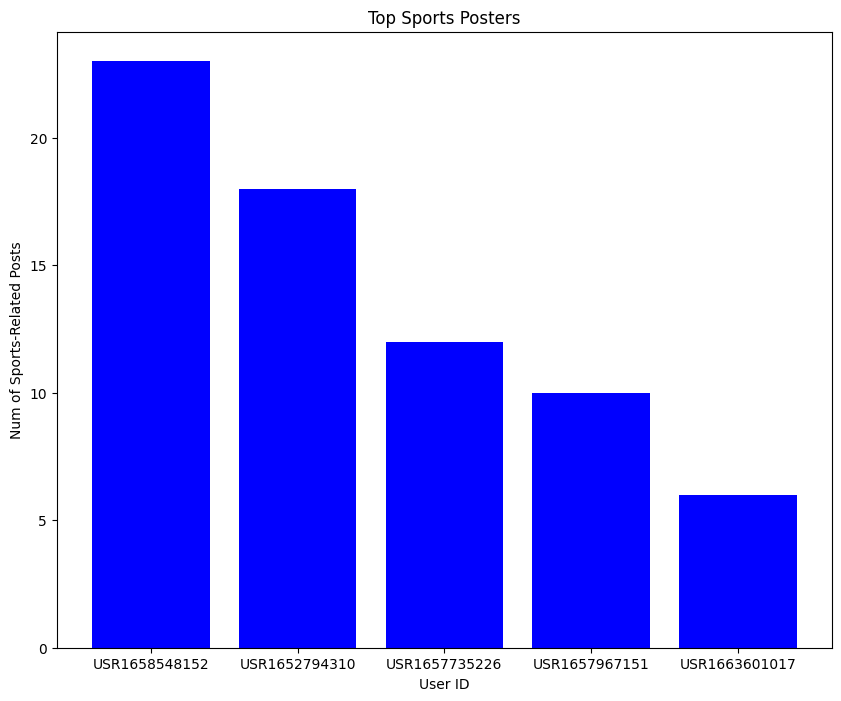 Top Sports Posters
Num of Sports-Related Posts
20
15
10
5
0
USR1658548152 USR1652794310 USR1657735226 USR1657967151 USR1663601017
User ID